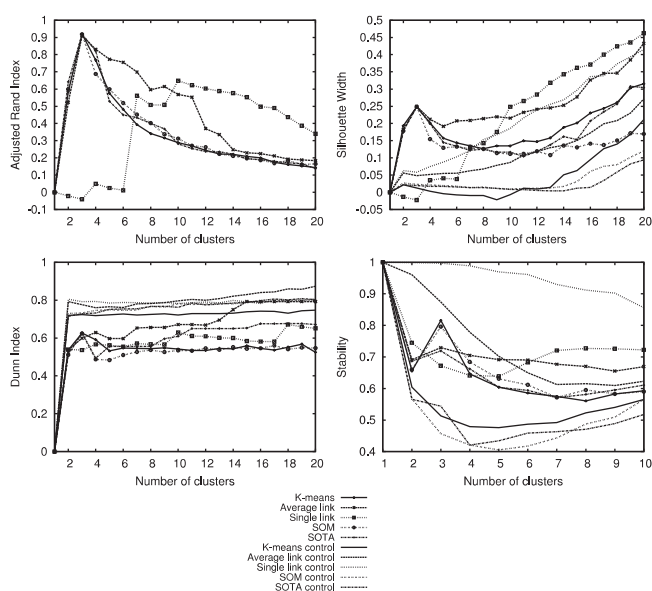 Adjusted Rand Index
1
0.9
0.8
0.7
0.6
0.5
0.4
0.3
0.2
0.1
0
-0.1
2 4 6 8 10 12 14 16 18 20
Number of clusters
Silhouette Width
0.5
0.45
0.4
0.35
0.3
0.25
0.2
0.15
0.1
0.05
0
-0.05
2 4 6 8 10 12 14 16 18 20
Number of clusters
Dunn Index
1
0.8
0.6
0.4
0.2
0
2 4 6 8 10 12 14 16 18 20
Number of clusters
Stability
1
0.9
0.8
0.7
0.6
0.5
0.4
1 2 3 4 5 6 7 8 9 10
Number of clusters
K-means
Average link
Single link
SOM
SOTA
K-means control
Average link control
Single link control
SOM control
SOTA control